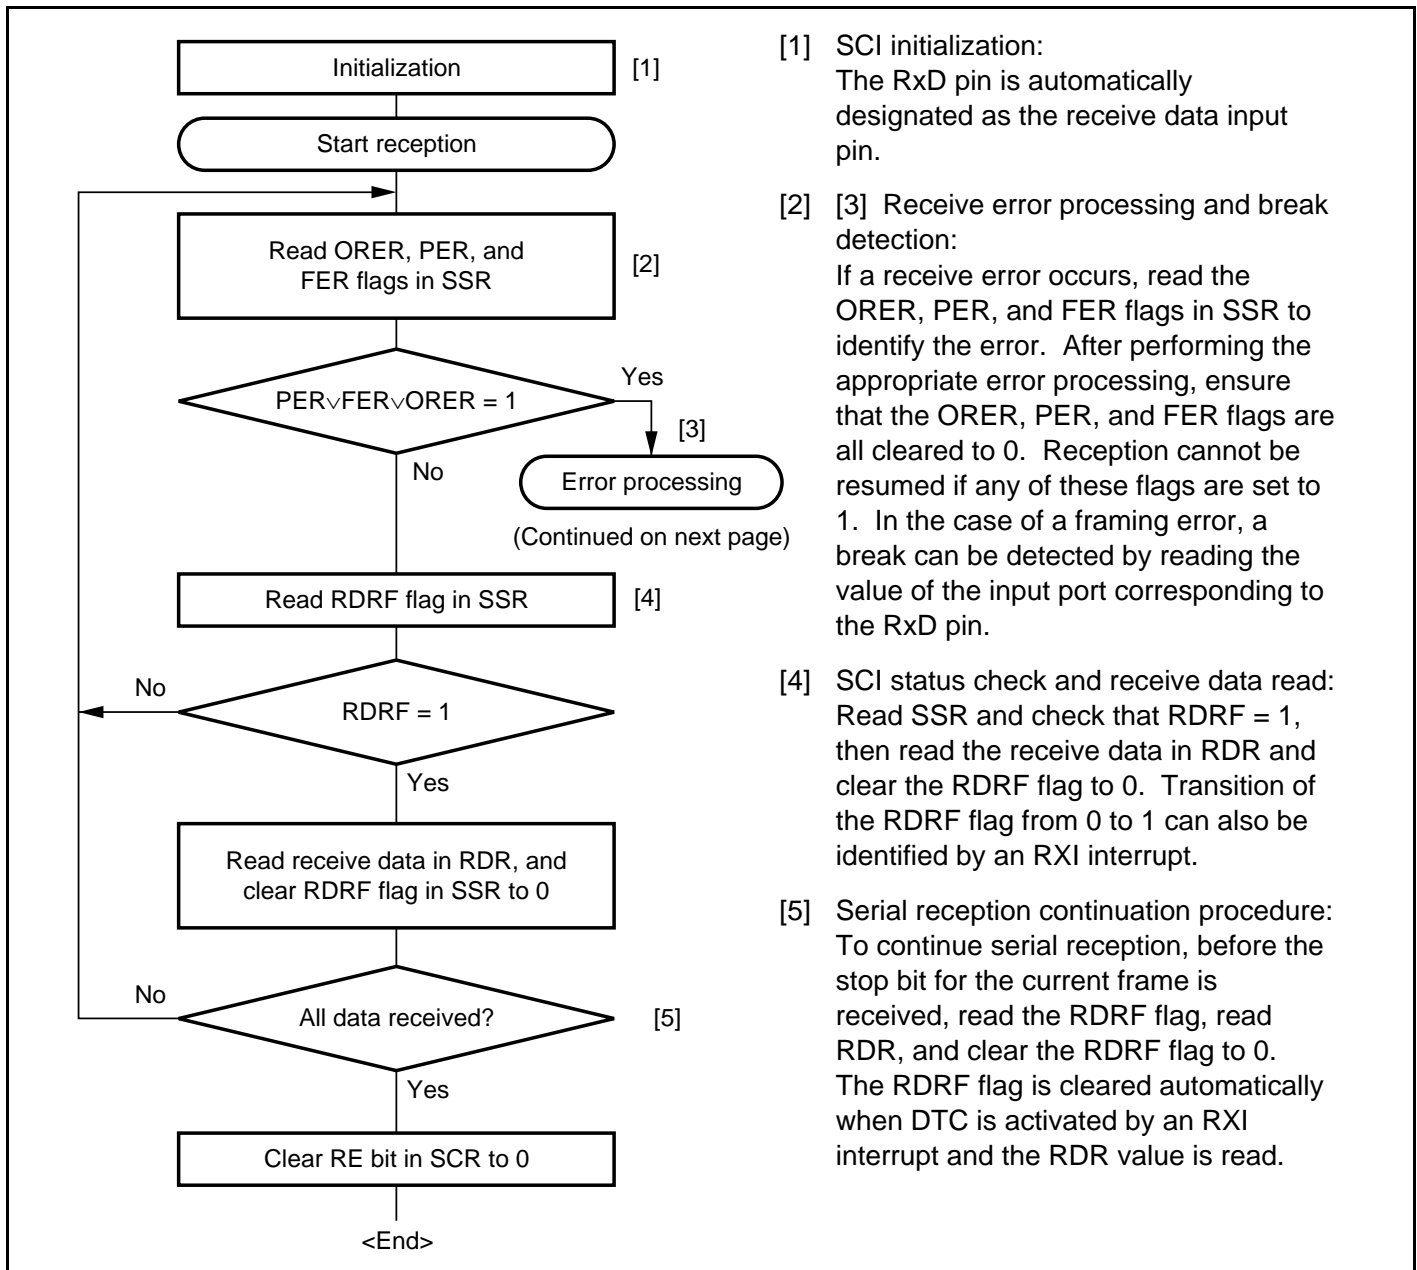 Initialization
[1]
Start reception
Read ORER, PER, and
FER flags in SSR
[2]
PER∨FER∨ORER = 1
Yes
[3]
No
Error processing
(Continued on next page)
Read RDRF flag in SSR
[4]
No
RDRF = 1
Yes
Read receive data in RDR, and
clear RDRF flag in SSR to 0
No
All data received?
[5]
Yes
Clear RE bit in SCR to 0
<End>
[1] SCI initialization:
The RxD pin is automatically
designated as the receive data input
pin.
[2] [3] Receive error processing and break
detection:
If a receive error occurs, read the
ORER, PER, and FER flags in SSR to
identify the error. After performing the
appropriate error processing, ensure
that the ORER, PER, and FER flags are
all cleared to 0. Reception cannot be
resumed if any of these flags are set to
1. In the case of a framing error, a
break can be detected by reading the
value of the input port corresponding to
the RxD pin.
[4] SCI status check and receive data read:
Read SSR and check that RDRF = 1,
then read the receive data in RDR and
clear the RDRF flag to 0. Transition of
the RDRF flag from 0 to 1 can also be
identified by an RXI interrupt.
[5] Serial reception continuation procedure:
To continue serial reception, before the
stop bit for the current frame is
received, read the RDRF flag, read
RDR, and clear the RDRF flag to 0.
The RDRF flag is cleared automatically
when DTC is activated by an RXI
interrupt and the RDR value is read.